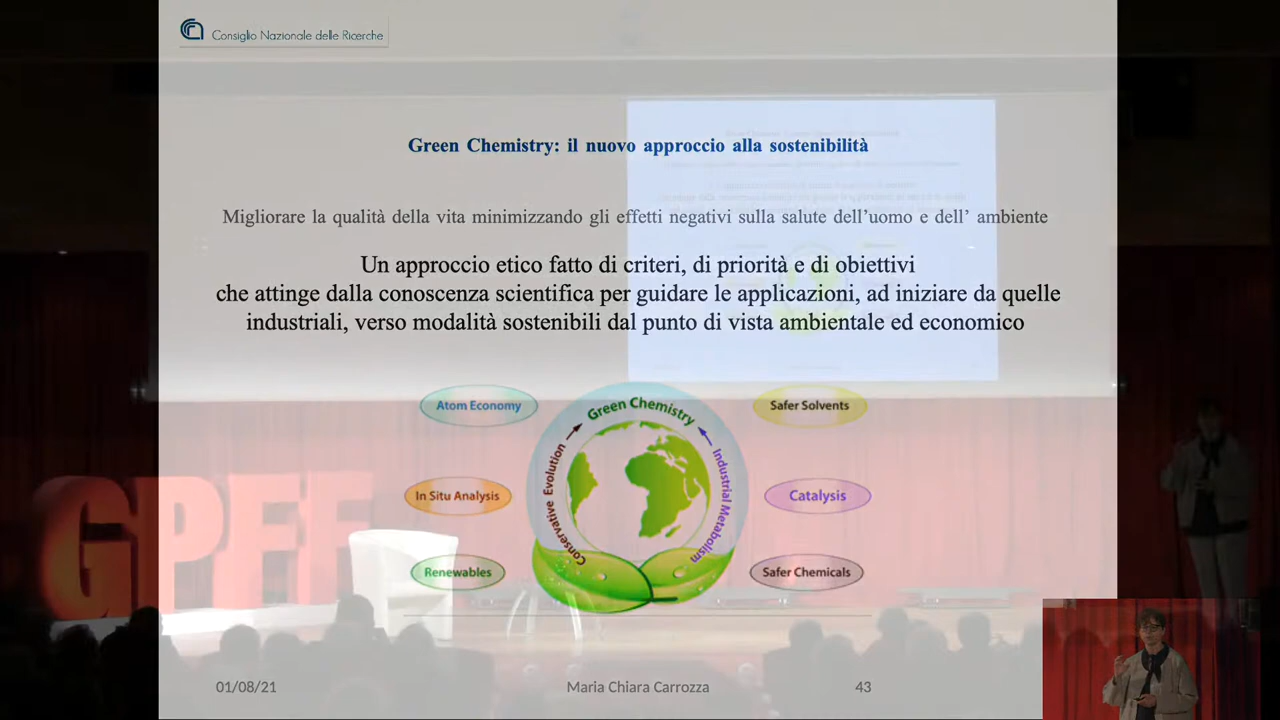 Consiglio Nazionale delle Ricerche
Green Chemistry: il nuovo approccio alla sostenibilità
Migliorare la qualità della vita minimizzando gli effetti negativi sulla salute dell'uomo e dell' ambiente
Un approccio etico fatto di criteri, di priorità e di obiettivi
che attinge dalla conoscenza scientifica per guidare le applicazioni, ad iniziare da quelle
industriali, verso modalità sostenibili dal punto di vista ambientale ed economico
Atom Economy
Green Chemistry
Safer Solvents
Conservative Evolution
Industrial Metabolism
In Situ Analysis
Catalysis
Renewables
Safer Chemicals
GPFF
01/08/21
Maria Chiara Carrozza
43